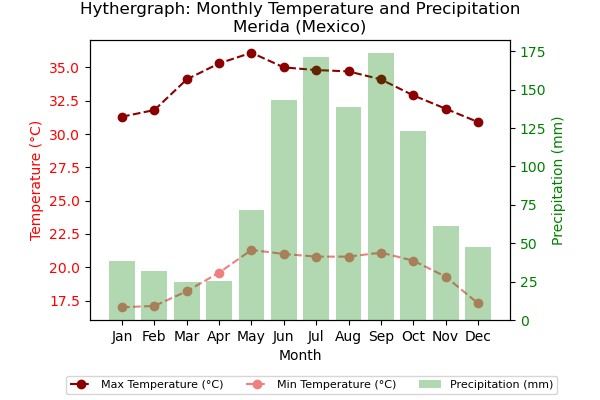 Hythergraph: Monthly Temperature and Precipitation
Merida (Mexico)
35.0
32.5
30.0
27.5
25.0
22.5
20.0
17.5
Temperature (°C)
175
150
125
100
75
50
25
0
Precipitation (mm)
Jan Feb Mar Apr May Jun Jul Aug Sep Oct Nov Dec
Month
Max Temperature (°C) Min Temperature (°C) Precipitation (mm)